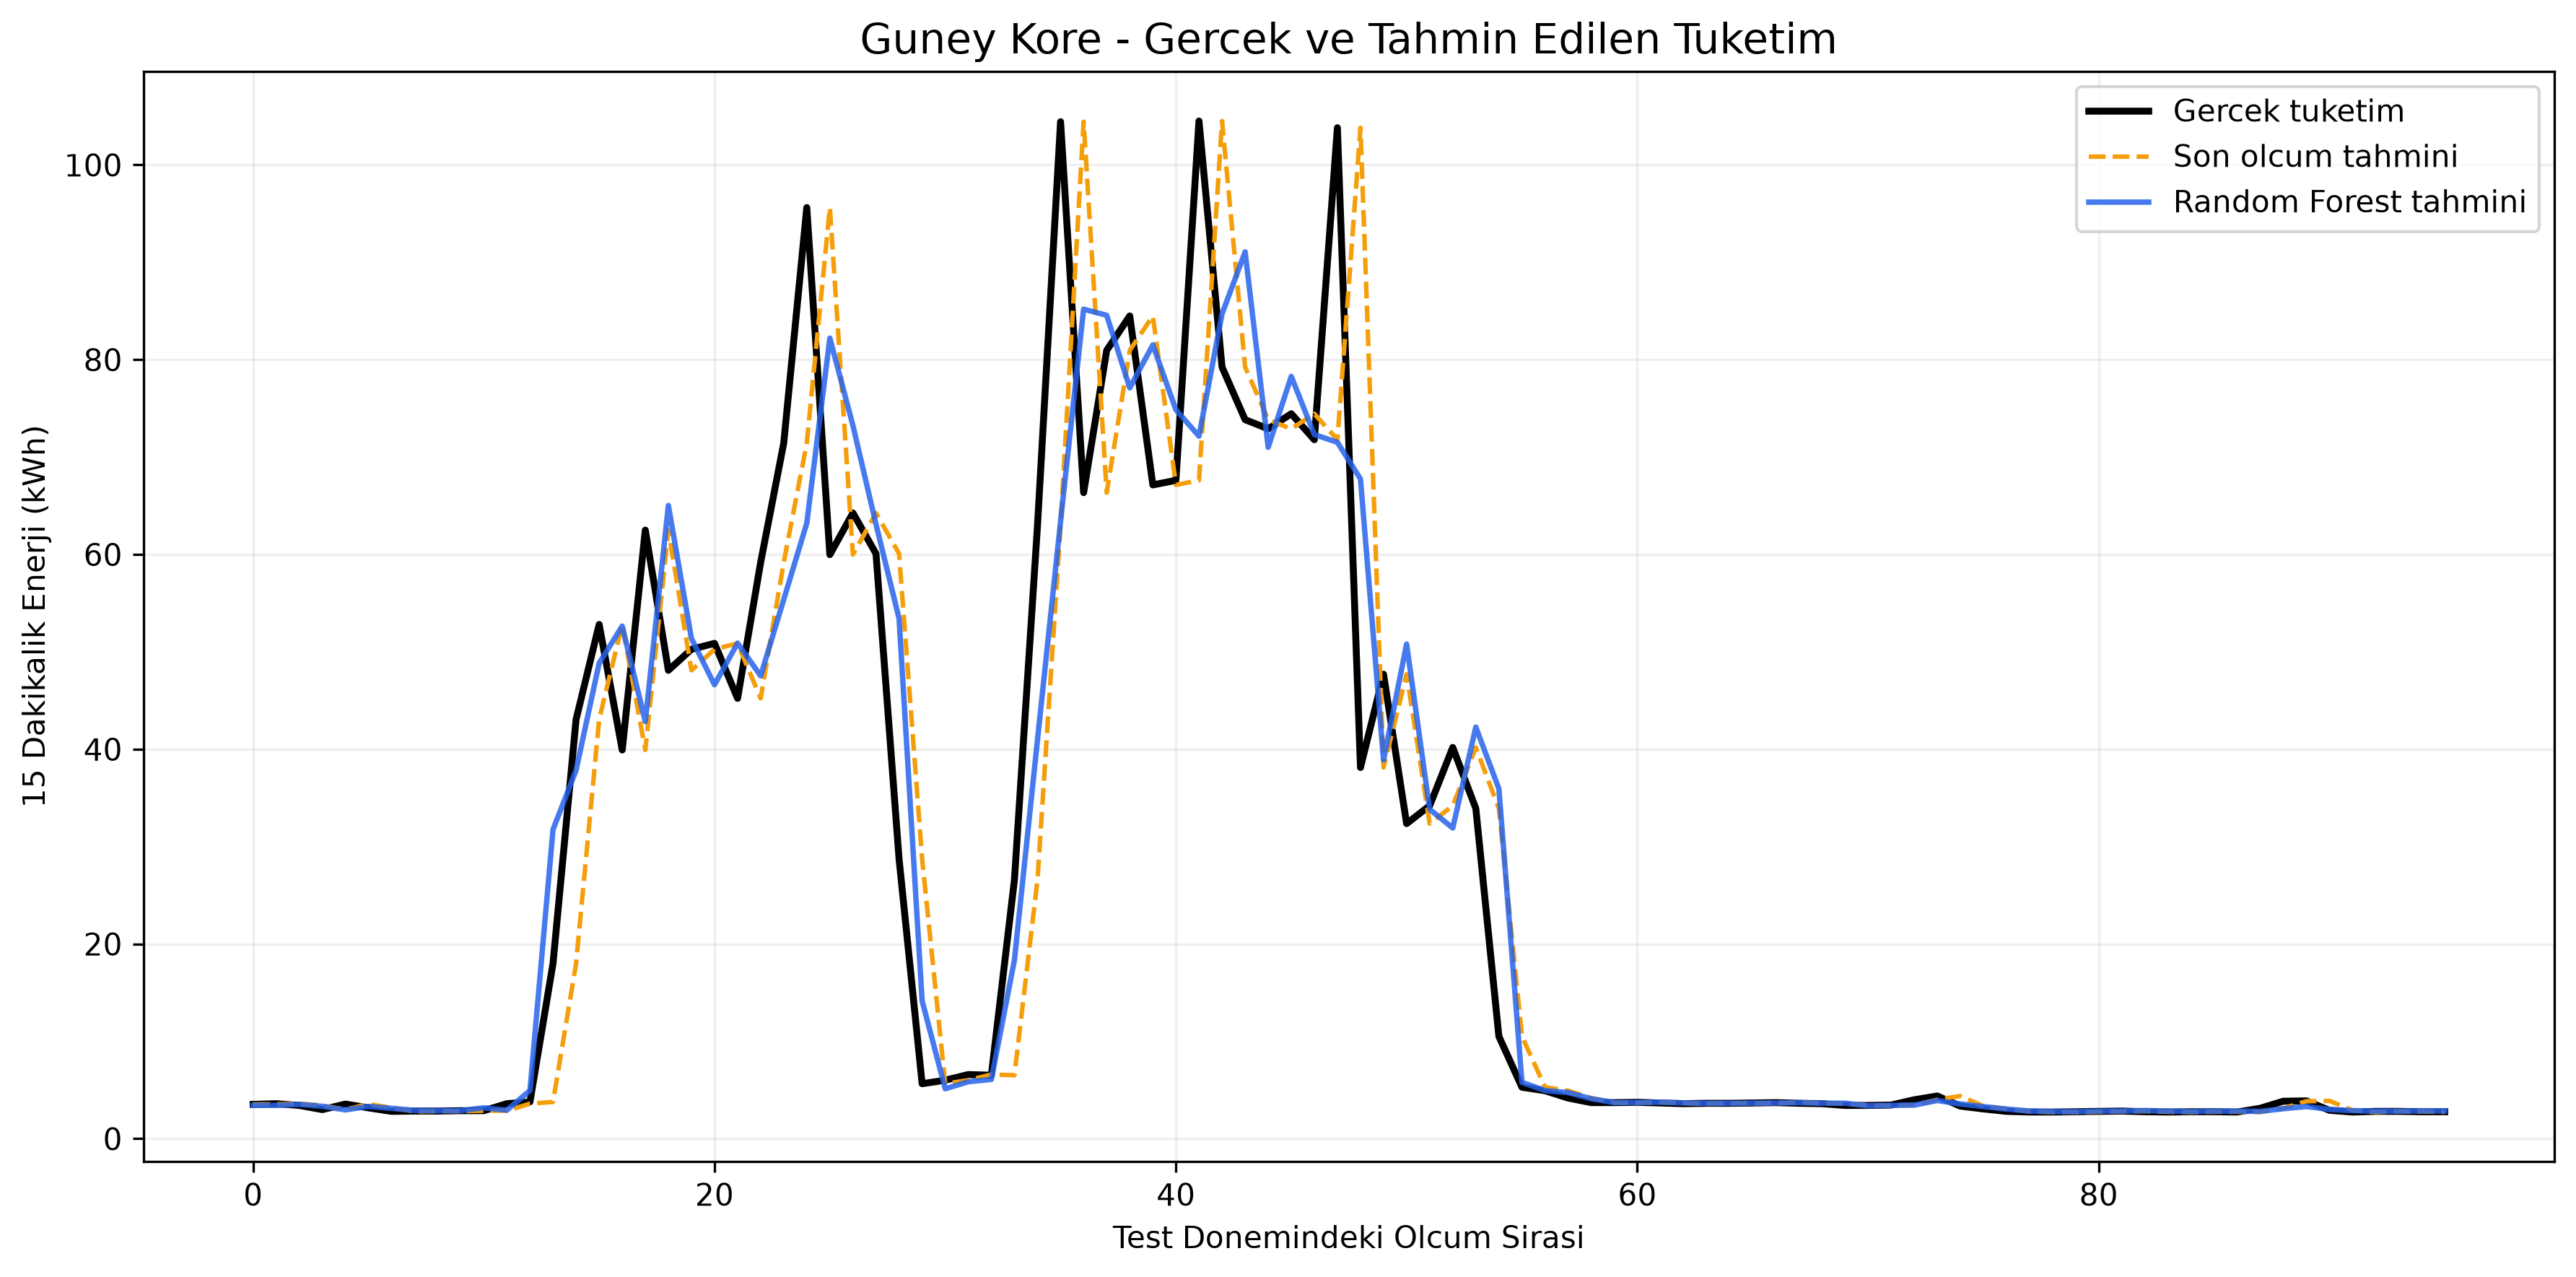 Guney Kore - Gercek ve Tahmin Edilen Tuketim
Gercek tuketim
Son olcum tahmini
Random Forest tahmini
15 Dakikalik Enerji (kWh)
100
80
60
40
20
0
0 20 40 60 80
Test Donemindeki Olcum Sirasi